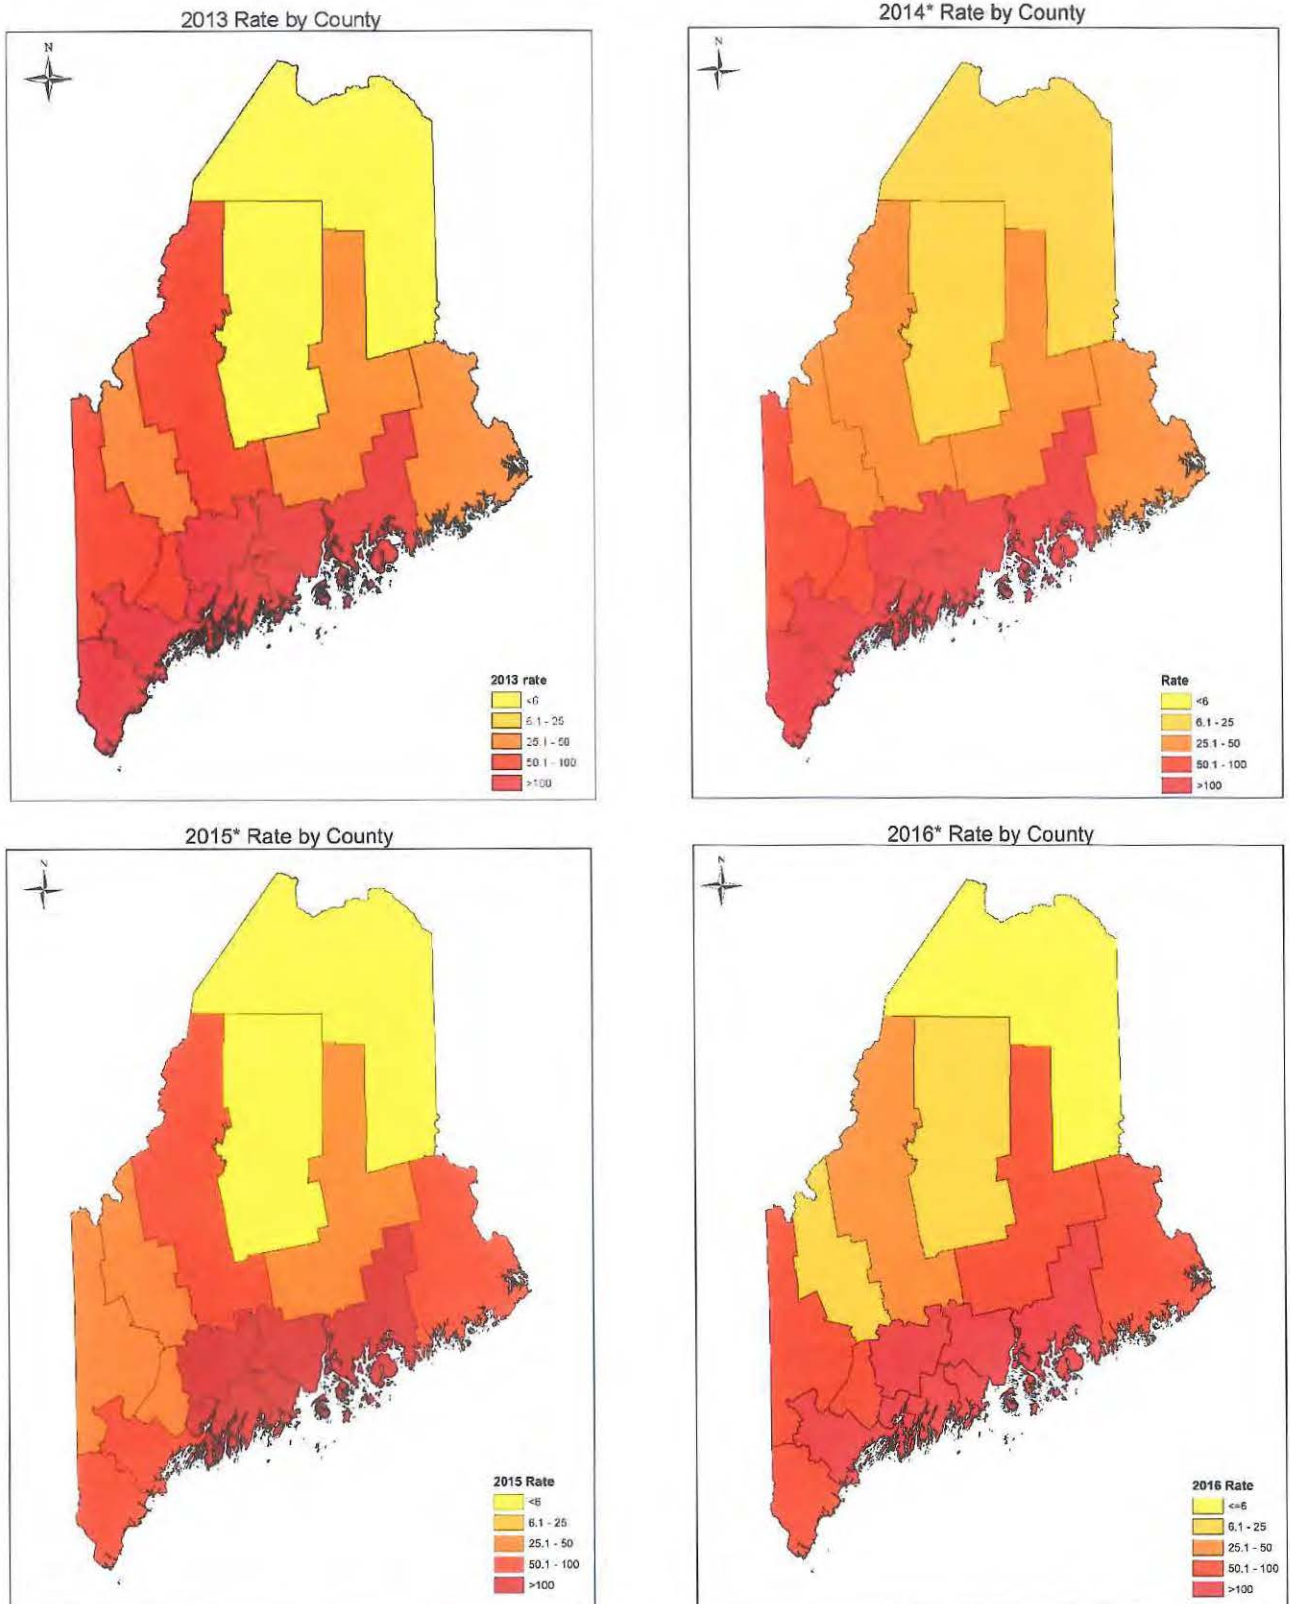 2013 Rate by County
N
2013 rate
<6
6.1 - 25
25.1 - 50
50.1 - 100
>100
2014* Rate by County
N
Rate
<6
6.1 - 25
25.1 - 50
50.1 - 100
>100
2015* Rate by County
N
2015 Rate
<6
6.1 - 25
25.1 - 50
50.1 - 100
>100
2016* Rate by County
N
2016 Rate
<=6
6.1 - 25
25.1 - 50
50.1 - 100
>100